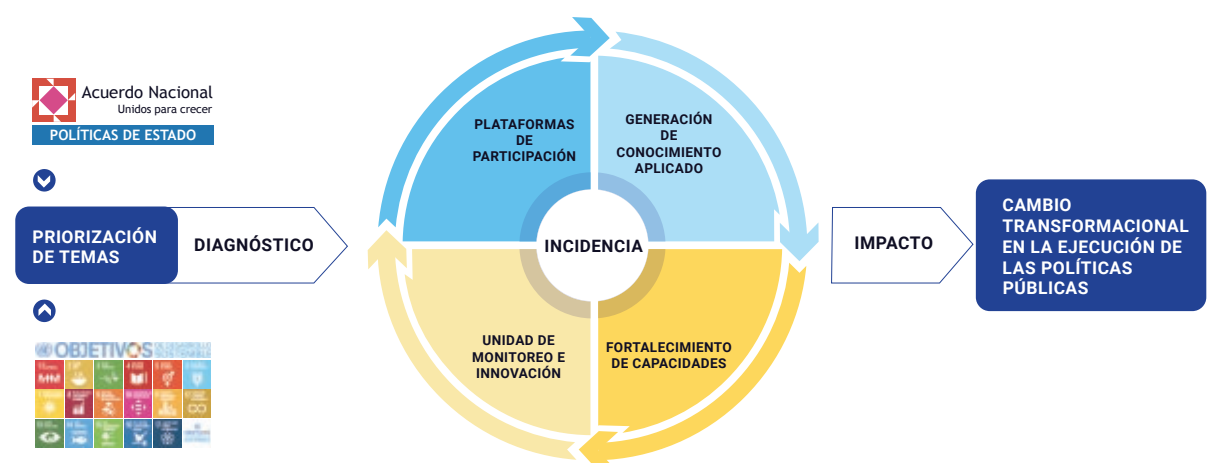 Acuerdo Nacional
Unidos para crecer
POLÍTICAS DE ESTADO
PRIORIZACIÓN
DE TEMAS
DIAGNÓSTICO
OBJETIVOS
PLATAFORMAS
DE
PARTICIPACIÓN
GENERACIÓN
DE
CONOCIMIENTO
APLICADO
INCIDENCIA
UNIDAD DE
MONITOREO E
INNOVACIÓN
FORTALECIMIENTO
DE CAPACIDADES
IMPACTO
CAMBIO
TRANSFORMACIONAL
EN LA EJECUCIÓN DE
LAS POLÍTICAS
PÚBLICAS